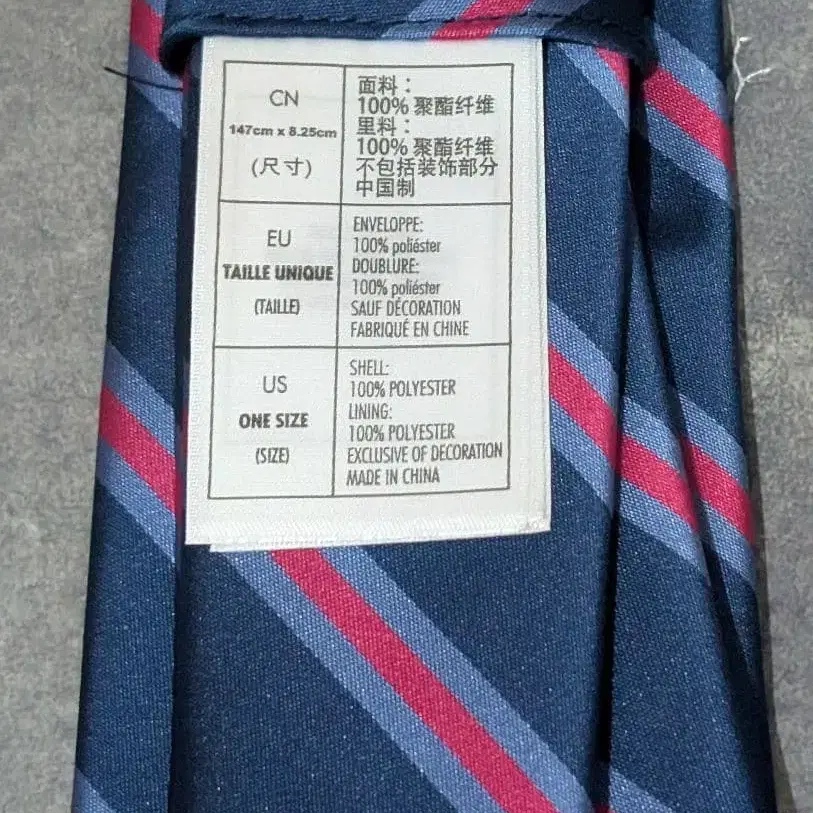 CN
147cm x 8.25cm
(尺寸)
面料：
100% 聚酯纤维
里料：
100% 聚酯纤维
不包括装饰部分
中国制
EU
TAILLE UNIQUE
(TAILLE)
ENVELOPPE:
100% poliéster
DOUBLURE:
100% poliéster
SAUF DÉCORATION
FABRIQUÉ EN CHINE
US
ONE SIZE
(SIZE)
SHELL:
100% POLYESTER
LINING:
100% POLYESTER
EXCLUSIVE OF DECORATION
MADE IN CHINA